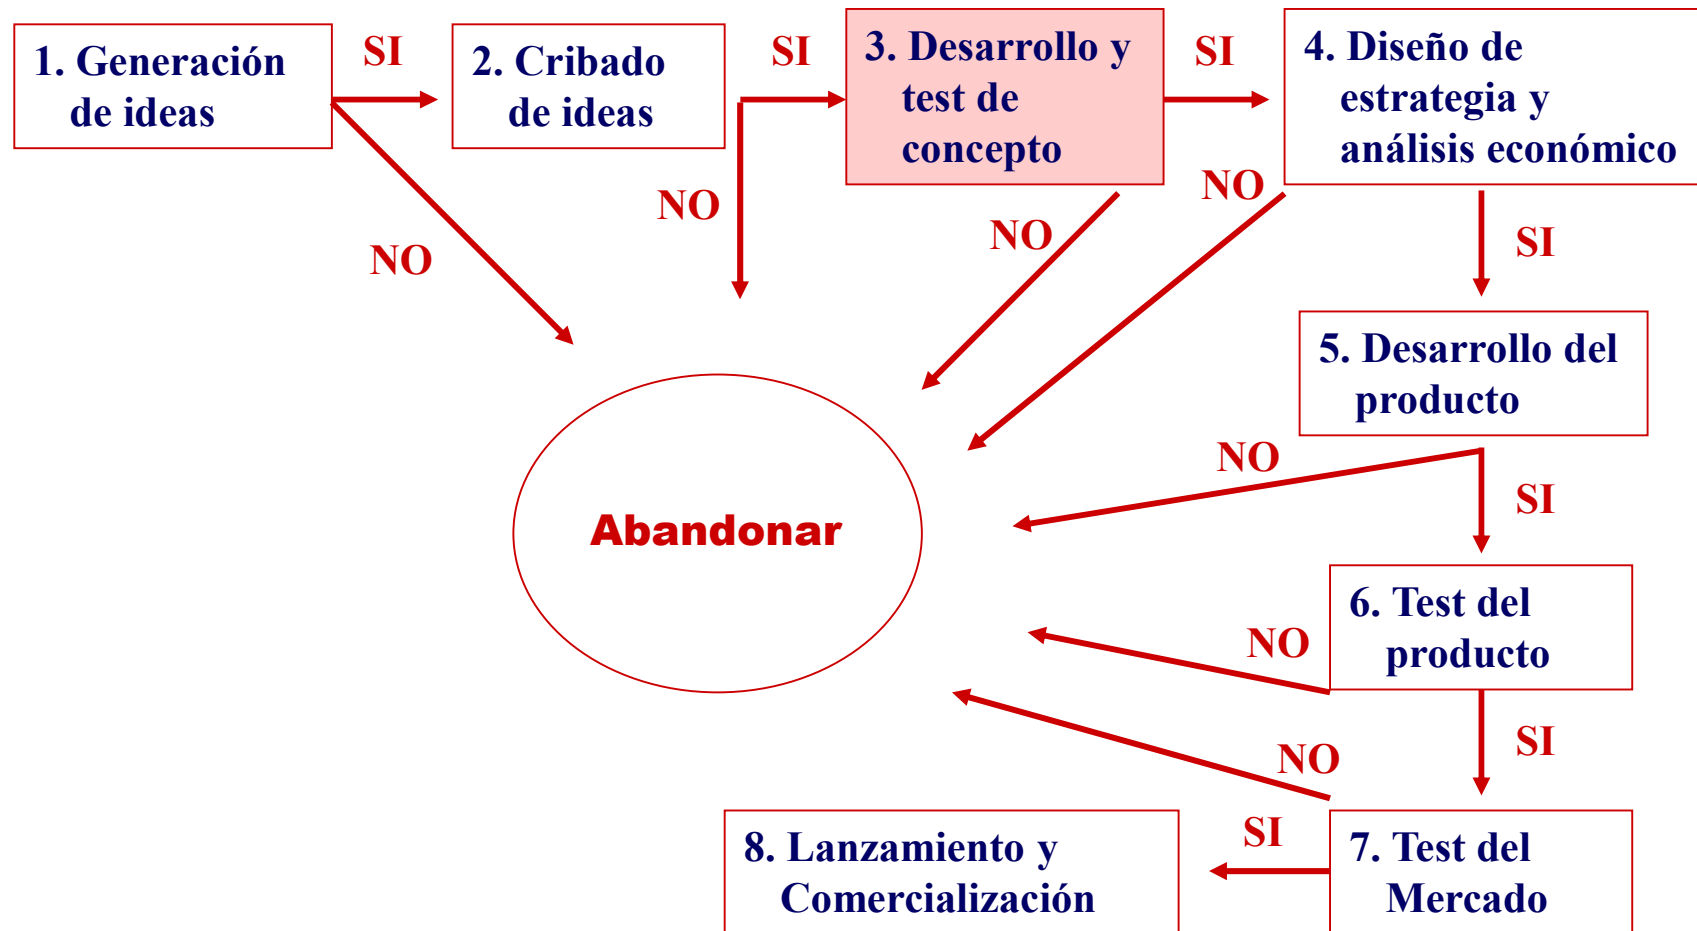 1. Generación
de ideas
SI
2. Cribado
de ideas
SI
3. Desarrollo y
test de
concepto
SI
4. Diseño de
estrategia y
análisis económico
NO
NO
NO
NO
SI
5. Desarrollo del
producto
NO
SI
Abandonar
6. Test del
producto
NO
SI
NO
7. Test del
Mercado
SI
8. Lanzamiento y
Comercialización